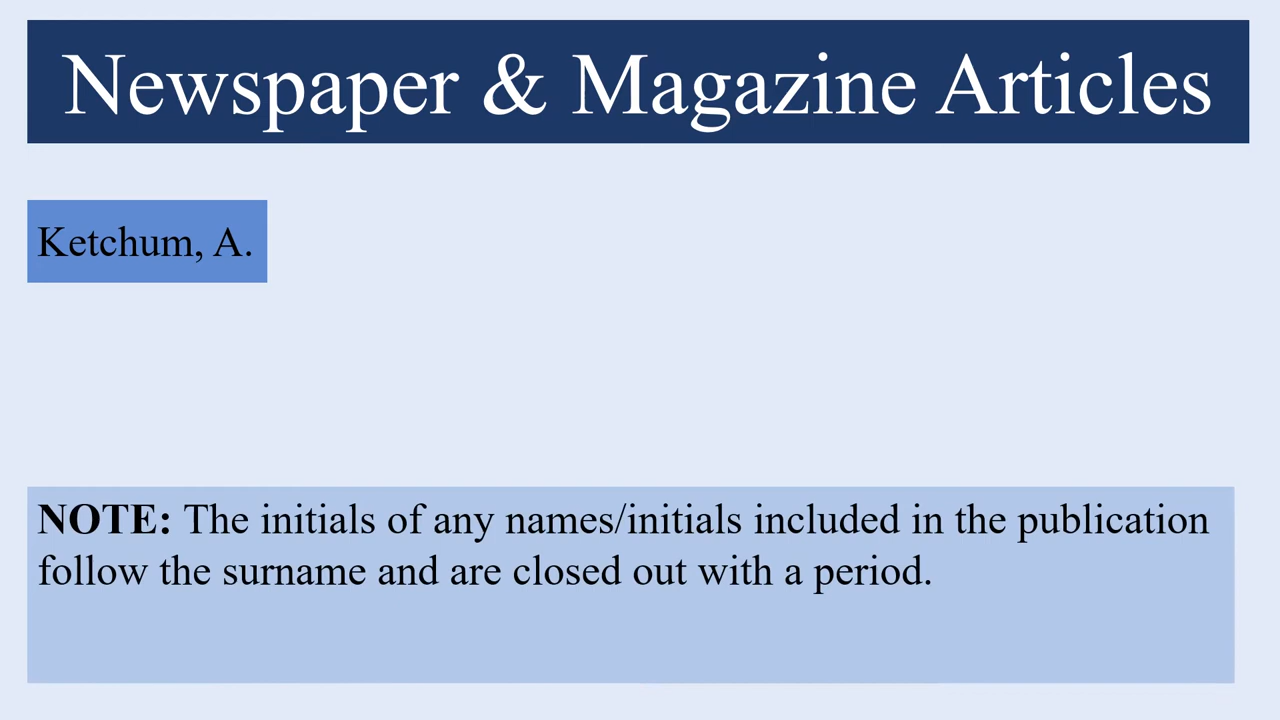 Newspaper & Magazine Articles
Ketchum, A.
NOTE: The initials of any names/initials included in the publication
follow the surname and are closed out with a period.